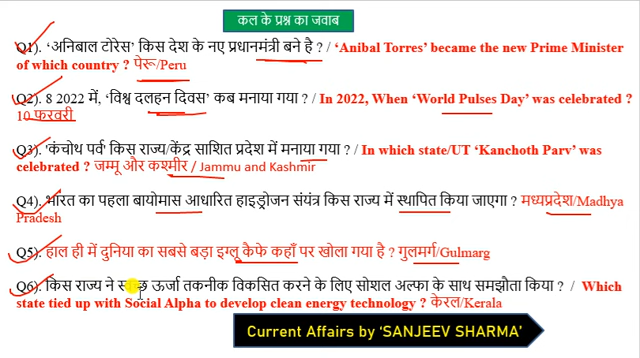 कल के प्रश्न का जवाब
Q1). 'अनिबाल टोरेस' किस देश के नए प्रधानमंत्री बने है ? / 'Anibal Torres' became the new Prime Minister
of which country ? पेरू/Peru
Q2). 8 2022 में, 'विश्व दलहन दिवस' कब मनाया गया ? / In 2022, When 'World Pulses Day' was celebrated ?
10 फरवरी
Q3). 'कंचोथ पर्व' किस राज्य/केंद्र साशित प्रदेश में मनाया गया ? / In which state/UT 'Kanchoth Parv' was
celebrated ? जम्मू और कश्मीर / Jammu and Kashmir
Q4). भारत का पहला बायोमास आधारित हाइड्रोजन संयंत्र किस राज्य में स्थापित किया जाएगा ? मध्यप्रदेश/Madhya
Pradesh
Q5). हाल ही में दुनिया का सबसे बड़ा इग्लू कैफे कहाँ पर खोला गया है ? गुलमर्ग/Gulmarg
Q6). किस राज्य ने ऊर्जा तकनीक विकसित करने के लिए सोशल अल्फा के साथ समझौता किया ? / Which
state tied up with Social Alpha to develop clean energy technology ? केरल/Kerala
Current Affairs by 'SANJEEV SHARMA'